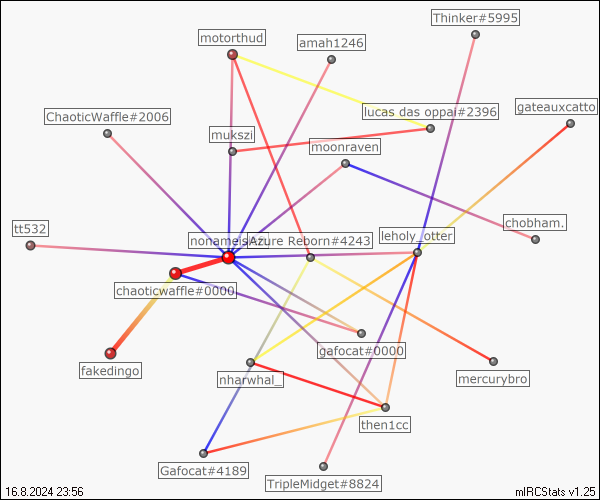 Thinker#5995
motorthud
amah1246
gateauxcatto
lucas das oppai#2396
ChaoticWaffle#2006
mukszi
moonraven
chobham.
tt532
nonameisAzure Reborn#4243
leholy_otter
chaoticwaffle#0000
gafocat#0000
fakedingo
nharwhal_
mercurybro
then1cc
Gafocat#4189
TripleMidget#8824
16.8.2024 23:56
mIRCStats v1.25